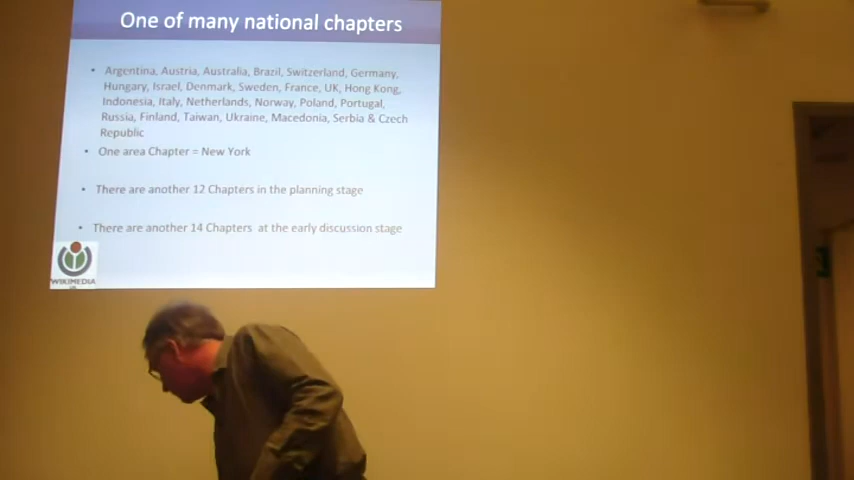 One of many national chapters
• Argentina, Austria, Australia, Brazil, Switzerland, Germany,
Hungary, Israel, Denmark, Sweden, France, UK, Hong Kong,
Indonesia, Italy, Netherlands, Norway, Poland, Portugal,
Russia, Finland, Taiwan, Ukraine, Macedonia, Serbia & Czech
Republic
• One area Chapter = New York
• There are another 12 Chapters in the planning stage
• There are another 14 Chapters at the early discussion stage
WIKIMEDIA